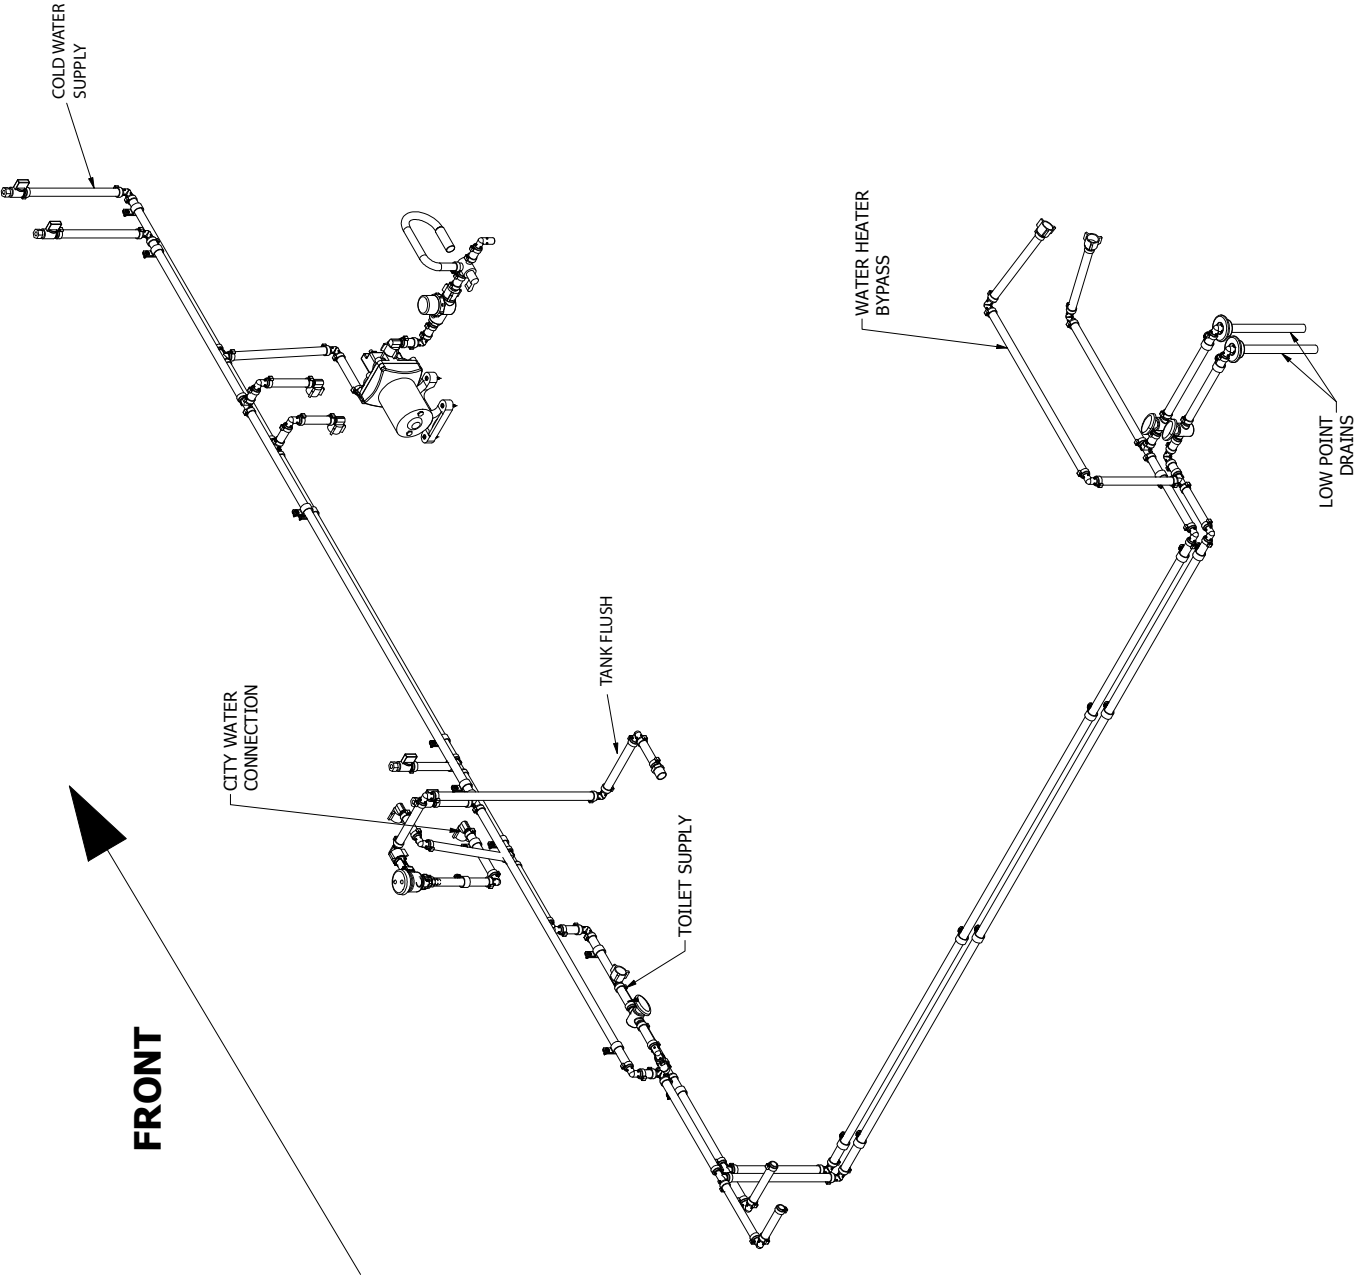 COLD WATER
SUPPLY
WATER HEATER
BYPASS
LOW POINT
DRAINS
TANK FLUSH
CITY WATER
CONNECTION
TOILET SUPPLY
FRONT